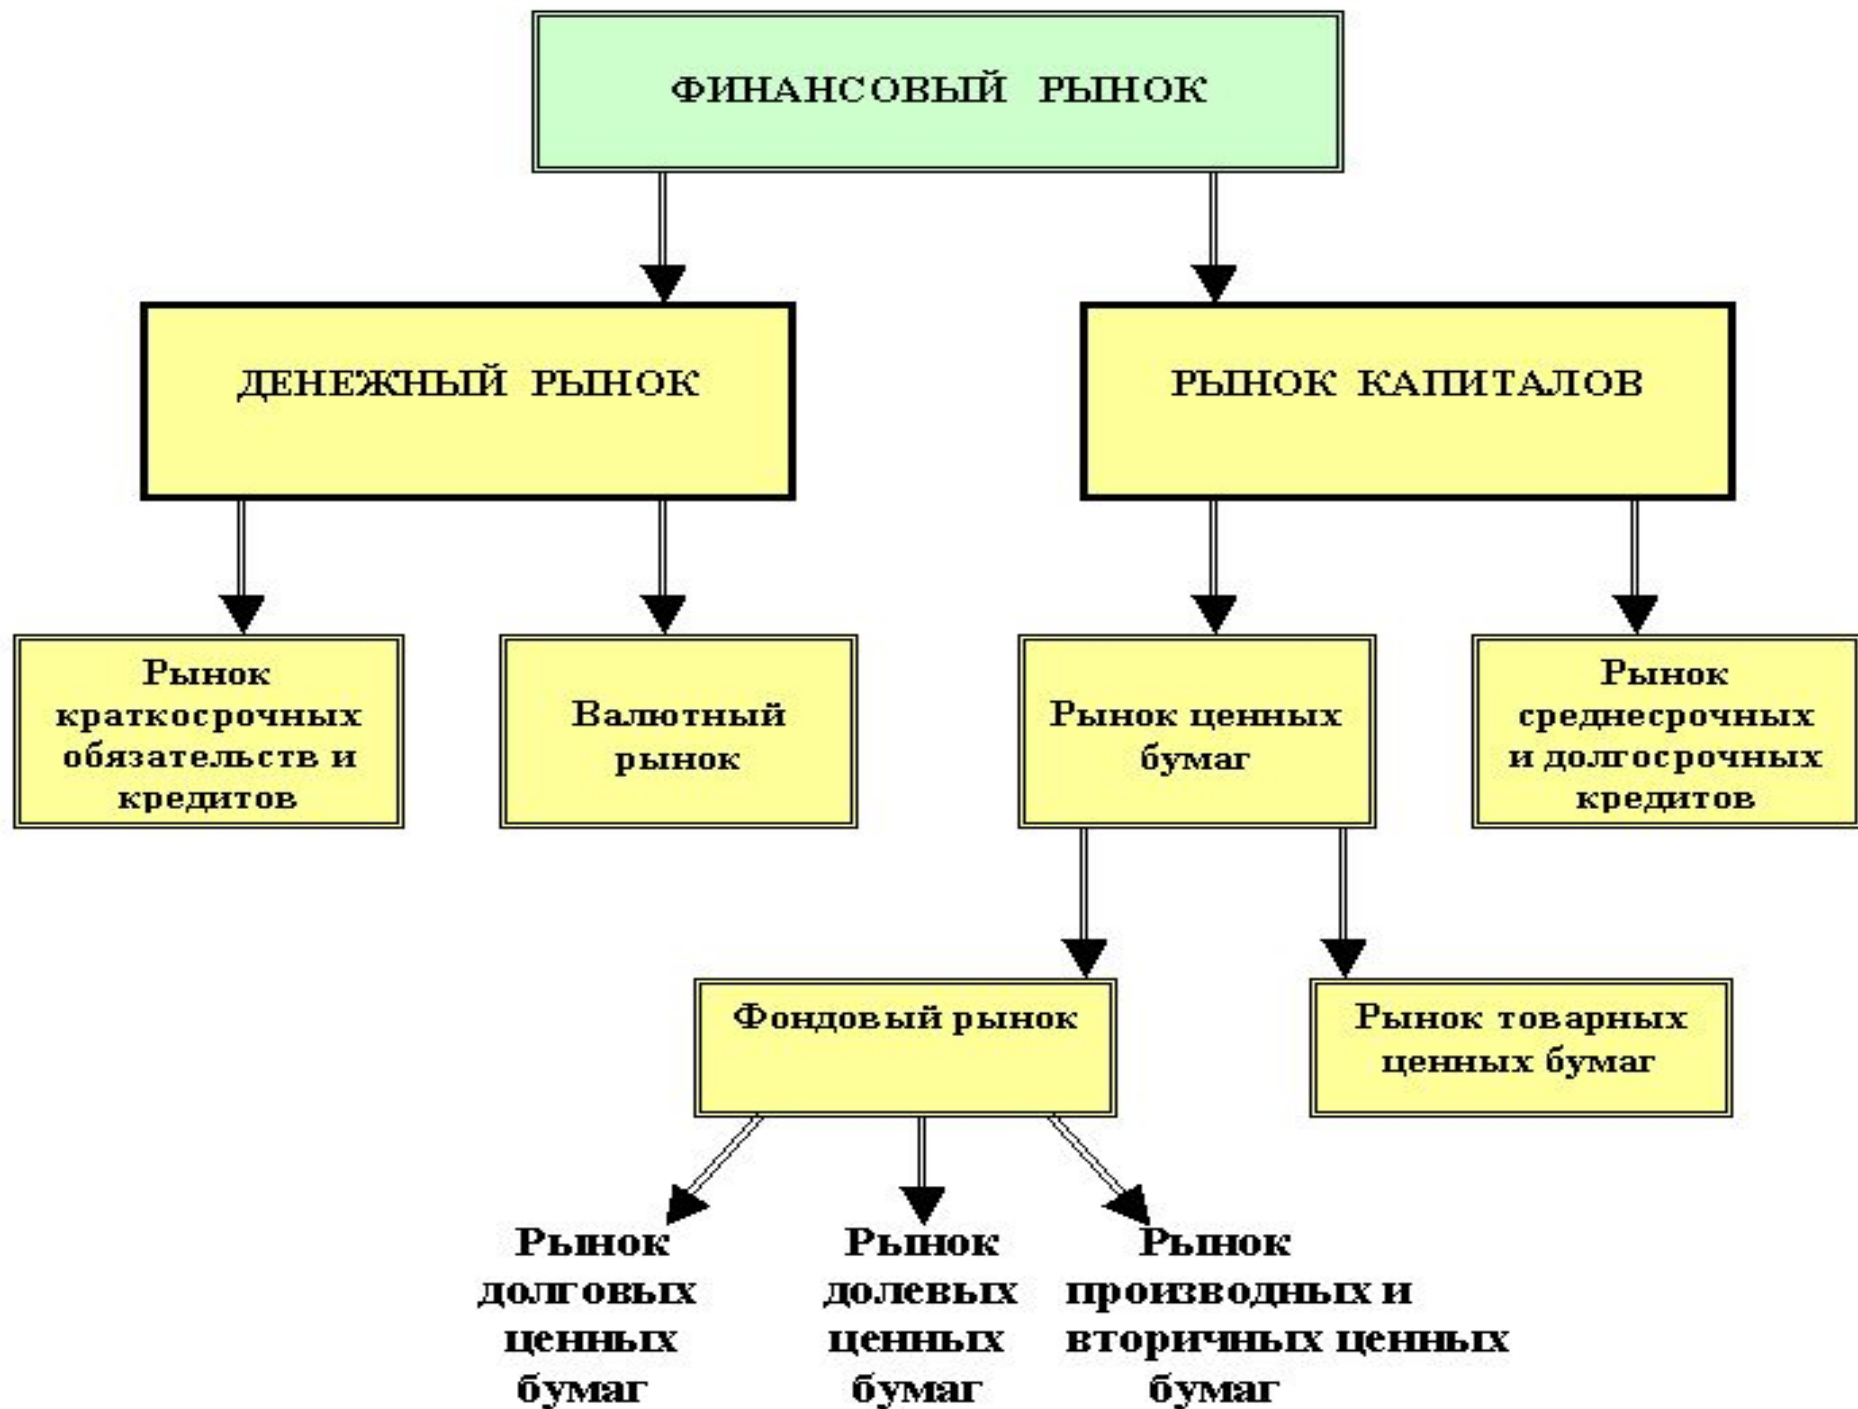 ФИНАНСОВЫЙ РЫНОК
ДЕНЕЖНЫЙ РЫНОК
РЫНОК КАПИТАЛОВ
Рынок
краткосрочных
обязательств и
кредитов
Валютный
рынок
Рынок ценных
бумаг
Рынок
среднесрочных
и долгосрочных
кредитов
Фондовый рынок
Рынок товарных
ценных бумаг
Рынок
долговых
ценных
бумаг
Рынок
долевых
ценных
бумаг
Рынок
производных и
вторичных ценных
бумаг